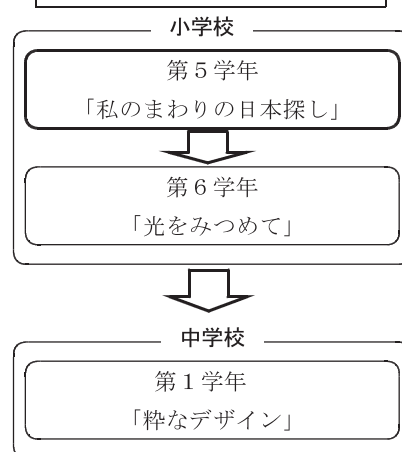 小学校
第５学年
「私のまわりの日本探し」
第６学年
「光をみつめて」
中学校
第１学年
「粋なデザイン」